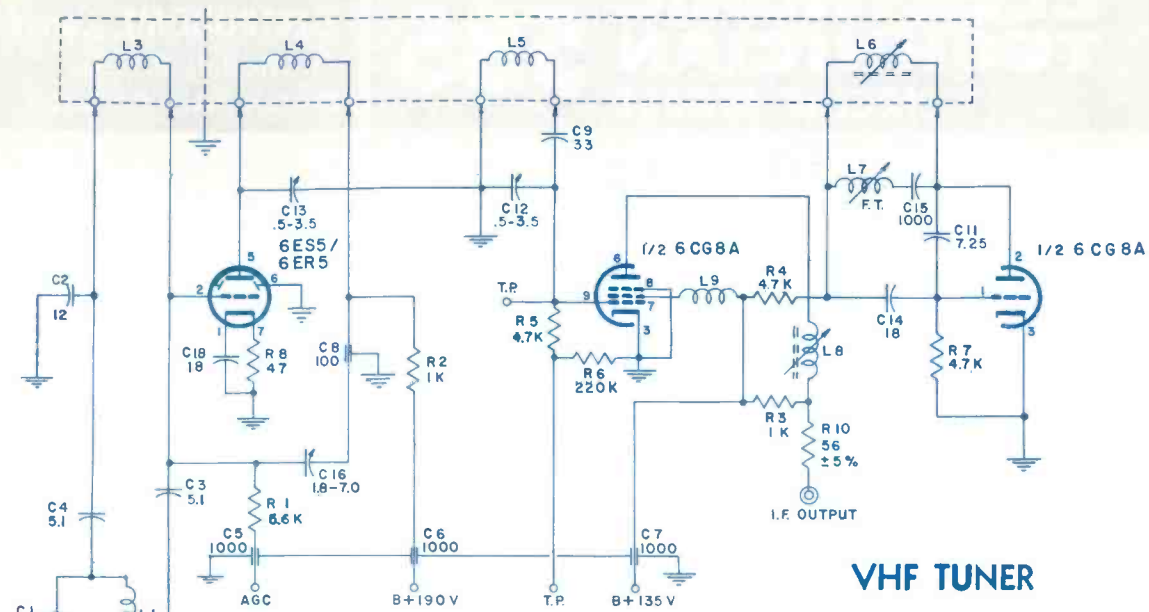 L3
L4
L5
L6
C9
33
L7
F.T.
C15
1000
C13
.5-3.5
C12
.5-3.5
C11
7.25
6ES5/
6ER5
1/2 6CG8A
1/2 6CG8A
5
6
2
1
7
C2
12
T.P.
9
6
8
7
3
L9
R4
4.7K
C14
18
2
1
3
C18
18
R8
47
C8
100
R2
1K
R5
4.7K
R6
220K
L8
R7
4.7K
R3
1K
R10
56
±5%
C16
1.8-7.0
C3
5.1
C4
5.1
R1
I.F. OUTPUT
C5
1000
C6
1000
C7
1000
VHF TUNER
AGC
B+190V
T.P.
B+135V
C1